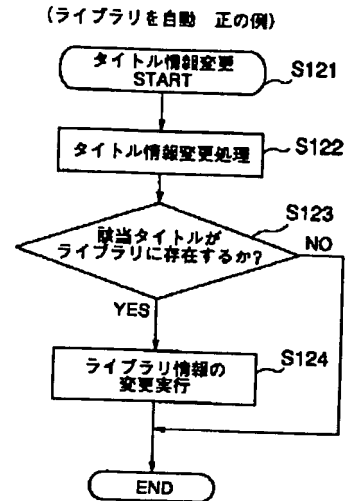 (ライブラリを自動 正の例)
タイトル情報変更
START
S121
タイトル情報変更処理
S122
S123
該当タイトルが
ライブラリに存在するか?
NO
YES
ライブラリ情報の
変更実行
S124
END